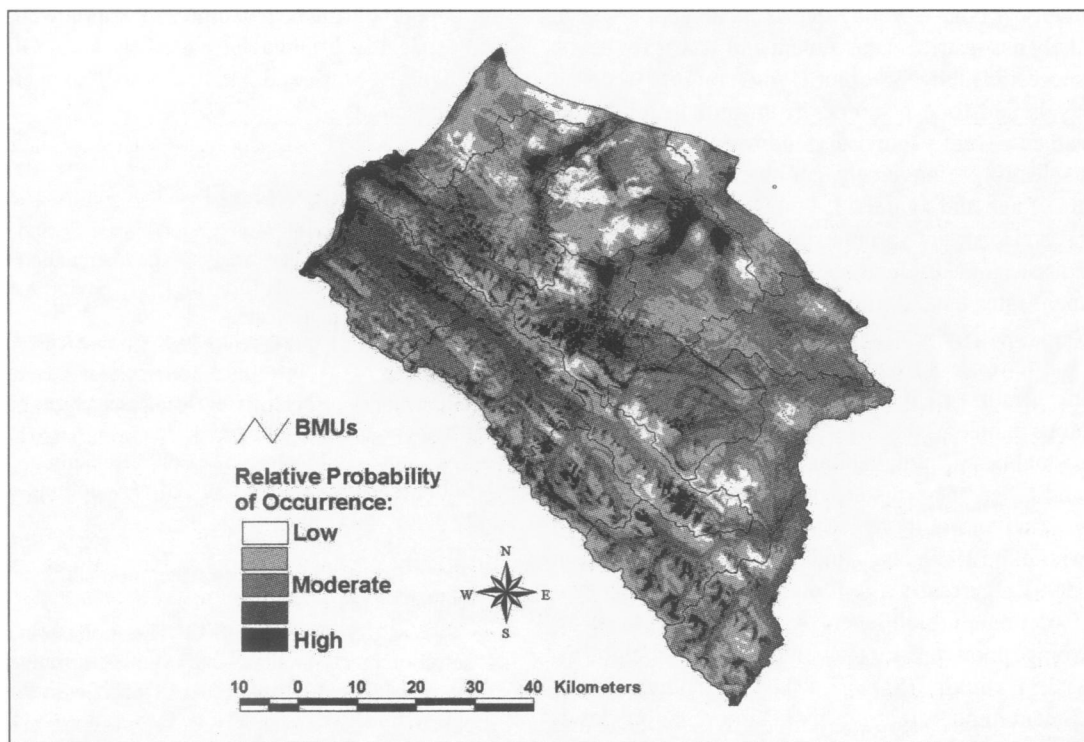 BMUs
Relative Probability
of Occurrence:
Low
Moderate
High
N
W E
S
10 0 10 20 30 40 Kilometers